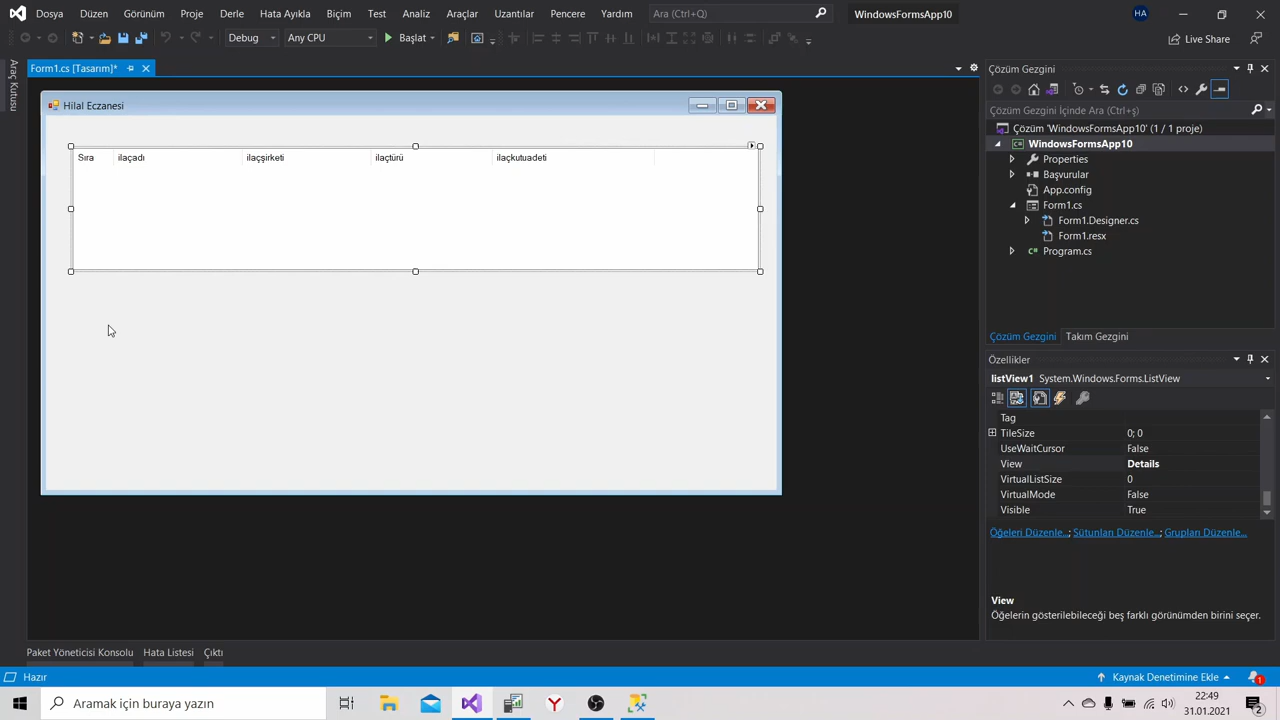 Dosya Düzen Görünüm Git Proje Derle Hata Ayıkla Biçim Test Analiz Araçlar Uzantılar Pencere Yardım Ara (Ctrl+Q) WindowsFormsApp10 HA
Debug Any CPU Başlat Live Share
Araç Kutusu
Form1.cs [Tasarım]*
Hilal Eczanesi
Sıra ilaçadı ilaçşirketi ilaçtürü ilaçkutuadeti
Çözüm Gezgini
Çözüm Gezgini İçinde Ara (Ctrl+ş)
Çözüm 'WindowsFormsApp10' (1 / 1 proje)
WindowsFormsApp10
Properties
Başvurular
App.config
Form1.cs
Form1.Designer.cs
Form1.resx
Program.cs
Çözüm Gezgini Takım Gezgini
Özellikler
listView1 System.Windows.Forms.ListView
Tag
TileSize 0; 0
UseWaitCursor False
View Details
VirtualListSize 0
VirtualMode False
Visible True
Öğeleri Düzenle..; Sütunları Düzenle..; Grupları Düzenle...
View
Öğelerin gösterilebileceği beş farklı görünümden birini seçer.
Paket Yöneticisi Konsolu Hata Listesi Çıktı
Hazır Kaynak Denetimine Ekle 1
Aramak için buraya yazın
22:49
31.01.2021
2